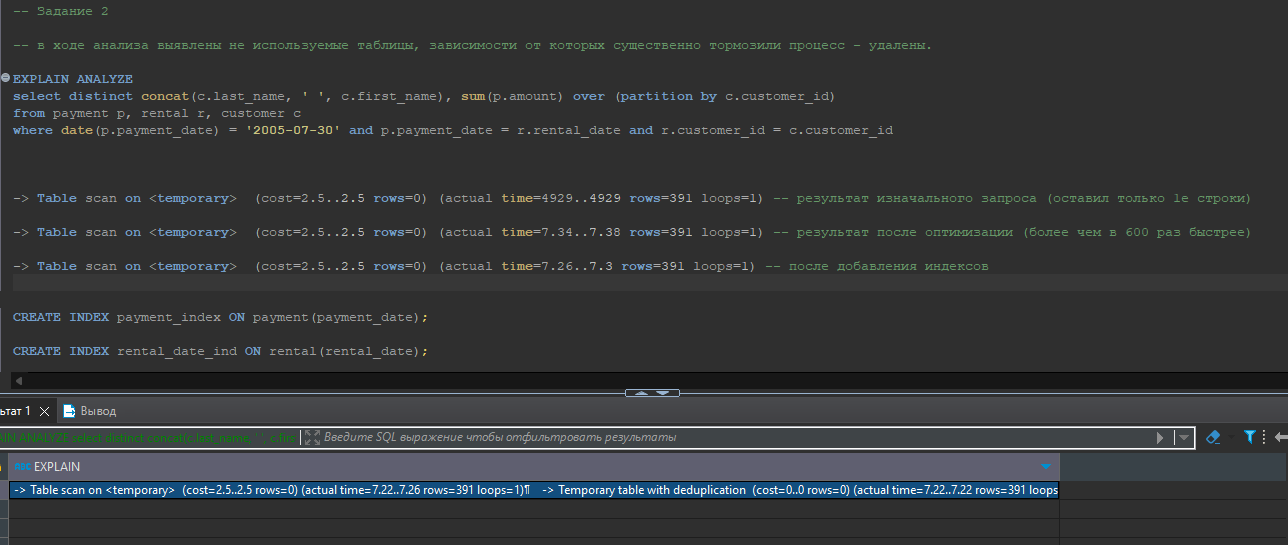 -- Задание 2
-- в ходе анализа выявлены не используемые таблицы, зависимости от которых существенно тормозили процесс - удалены.
EXPLAIN ANALYZE
select distinct concat(c.last_name, ' ', c.first_name), sum(p.amount) over (partition by c.customer_id)
from payment p, rental r, customer c
where date(p.payment_date) = '2005-07-30' and p.payment_date = r.rental_date and r.customer_id = c.customer_id
-> Table scan on <temporary>  (cost=2.5..2.5 rows=0) (actual time=4929..4929 rows=391 loops=1) -- результат изначального запроса (оставил только 1е строки)
-> Table scan on <temporary>  (cost=2.5..2.5 rows=0) (actual time=7.34..7.38 rows=391 loops=1) -- результат после оптимизации (более чем в 600 раз быстрее)
-> Table scan on <temporary>  (cost=2.5..2.5 rows=0) (actual time=7.26..7.3 rows=391 loops=1) -- после добавления индексов
CREATE INDEX payment_index ON payment(payment_date);
CREATE INDEX rental_date_ind ON rental(rental_date);
ьтат 1 Вывод
IN ANALYZE select distinct concat(c.last_name, ' ', c.firs Введите SQL выражение чтобы отфильтровать результаты
EXPLAIN
-> Table scan on <temporary>  (cost=2.5..2.5 rows=0) (actual time=7.22..7.26 rows=391 loops=1)¶    -> Temporary table with deduplication  (cost=0..0 rows=0) (actual time=7.22..7.22 rows=391 loops